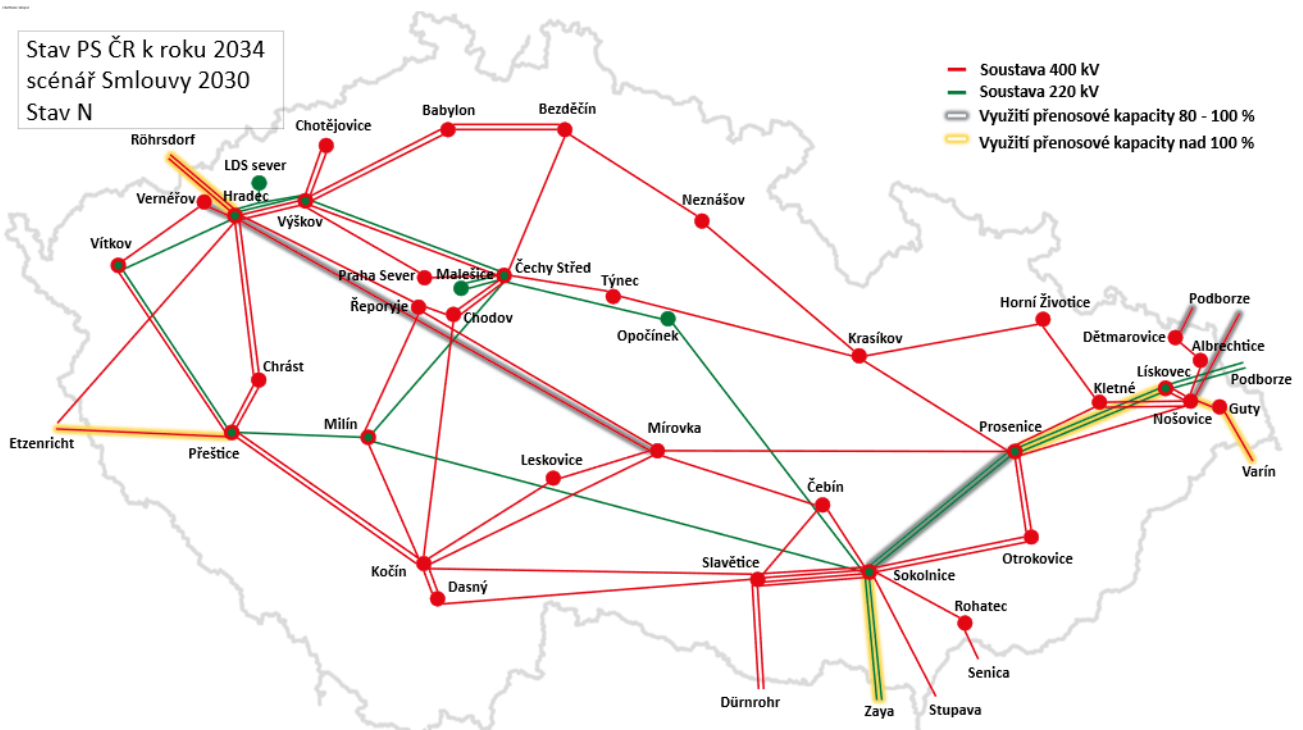 Stav PS ČR k roku 2034
scénář Smlouvy 2030
Stav N
Soustava 400 kV
Soustava 220 kV
Využití přenosové kapacity 80 - 100 %
Využití přenosové kapacity nad 100 %
Röhrsdorf
Chotějovice
Babylon
Bezděčín
LDS sever
Vernéřov
Hradec
Výškov
Neznášov
Vítkov
Praha Sever
Malešice
Čechy Střed
Týnec
Řeporyje
Chodov
Opočínek
Krasíkov
Horní Životice
Podborze
Dětmarovice
Albrechtice
Lískovec
Podborze
Kletné
Nošovice
Guty
Varín
Chrást
Etzenricht
Přeštice
Milín
Mírovka
Prosenice
Leskovice
Čebín
Otrokovice
Kočín
Dasný
Slavětice
Sokolnice
Rohatec
Senica
Dürnrohr
Zaya
Stupava